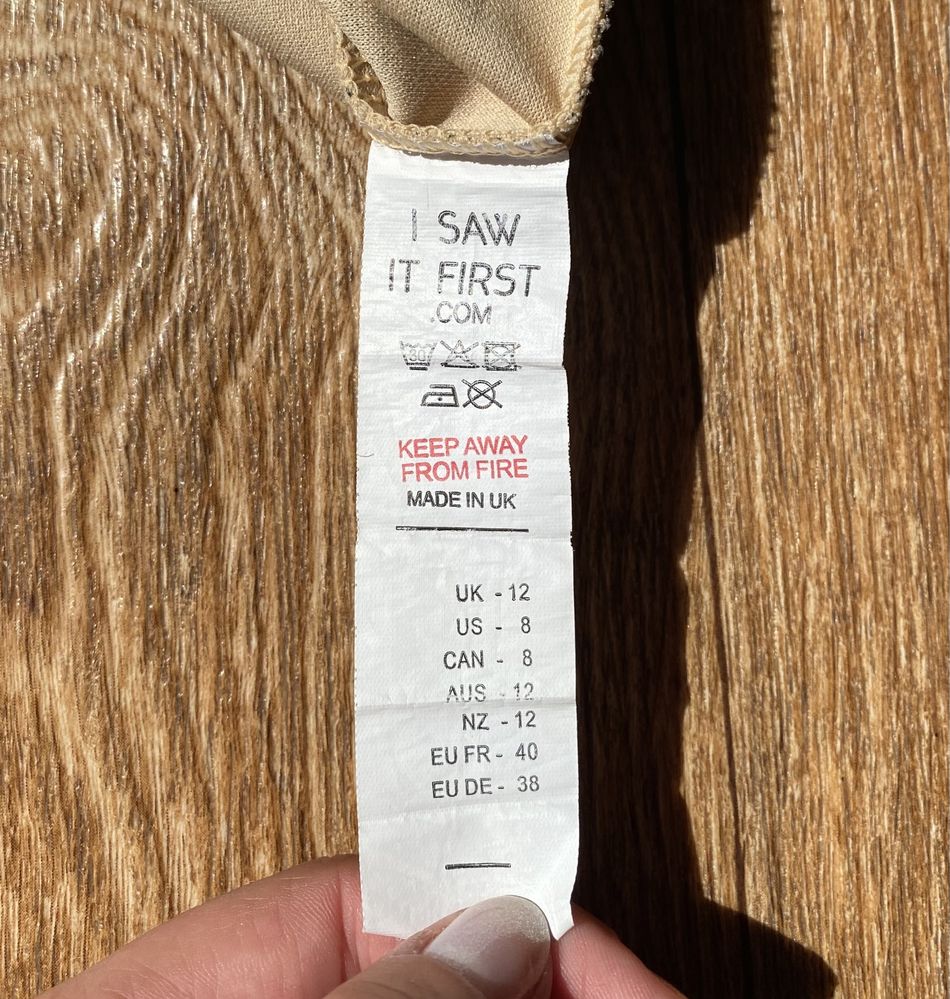 I SAW
IT FIRST
.COM
30
KEEP AWAY
FROM FIRE
MADE IN UK
UK - 12
US - 8
CAN - 8
AUS - 12
NZ - 12
EU FR - 40
EU DE - 38